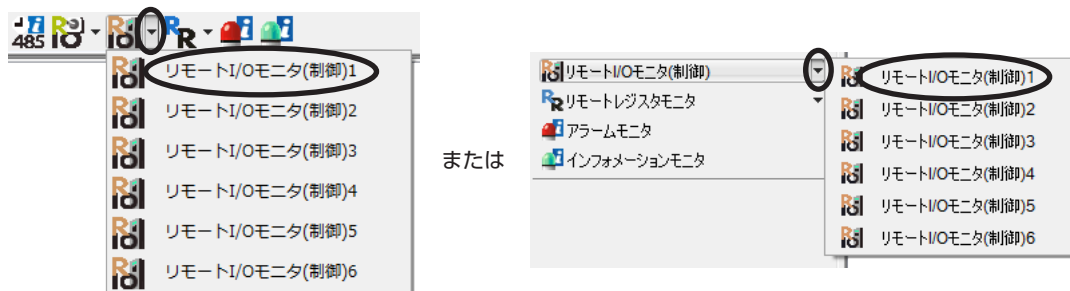 485 RIO RIO RR
リモートI/Oモニタ(制御)1
リモートI/Oモニタ(制御)2
リモートI/Oモニタ(制御)3
リモートI/Oモニタ(制御)4
リモートI/Oモニタ(制御)5
リモートI/Oモニタ(制御)6
または
リモートI/Oモニタ(制御)
リモートレジスタモニタ
アラームモニタ
インフォメーションモニタ
リモートI/Oモニタ(制御)1
リモートI/Oモニタ(制御)2
リモートI/Oモニタ(制御)3
リモートI/Oモニタ(制御)4
リモートI/Oモニタ(制御)5
リモートI/Oモニタ(制御)6